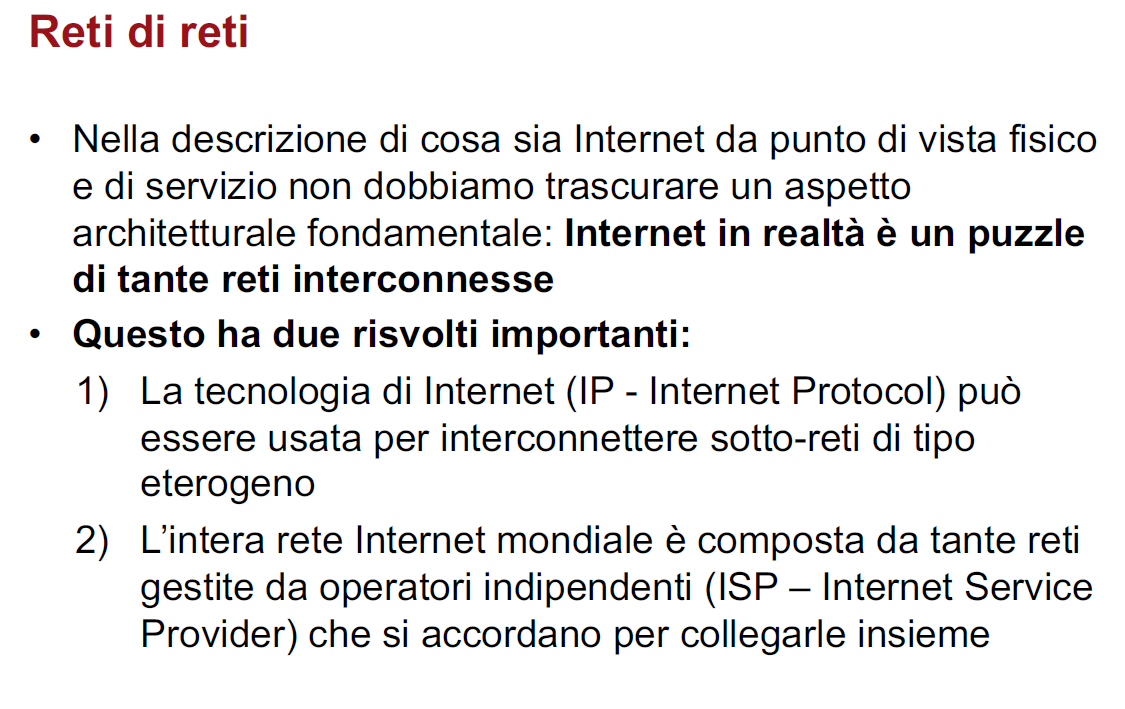 Reti di reti
• Nella descrizione di cosa sia Internet da punto di vista fisico
e di servizio non dobbiamo trascurare un aspetto
architetturale fondamentale: Internet in realtà è un puzzle
di tante reti interconnesse
• Questo ha due risvolti importanti:
1) La tecnologia di Internet (IP - Internet Protocol) può
essere usata per interconnettere sotto-reti di tipo
eterogeno
2) L’intera rete Internet mondiale è composta da tante reti
gestite da operatori indipendenti (ISP – Internet Service
Provider) che si accordano per collegarle insieme